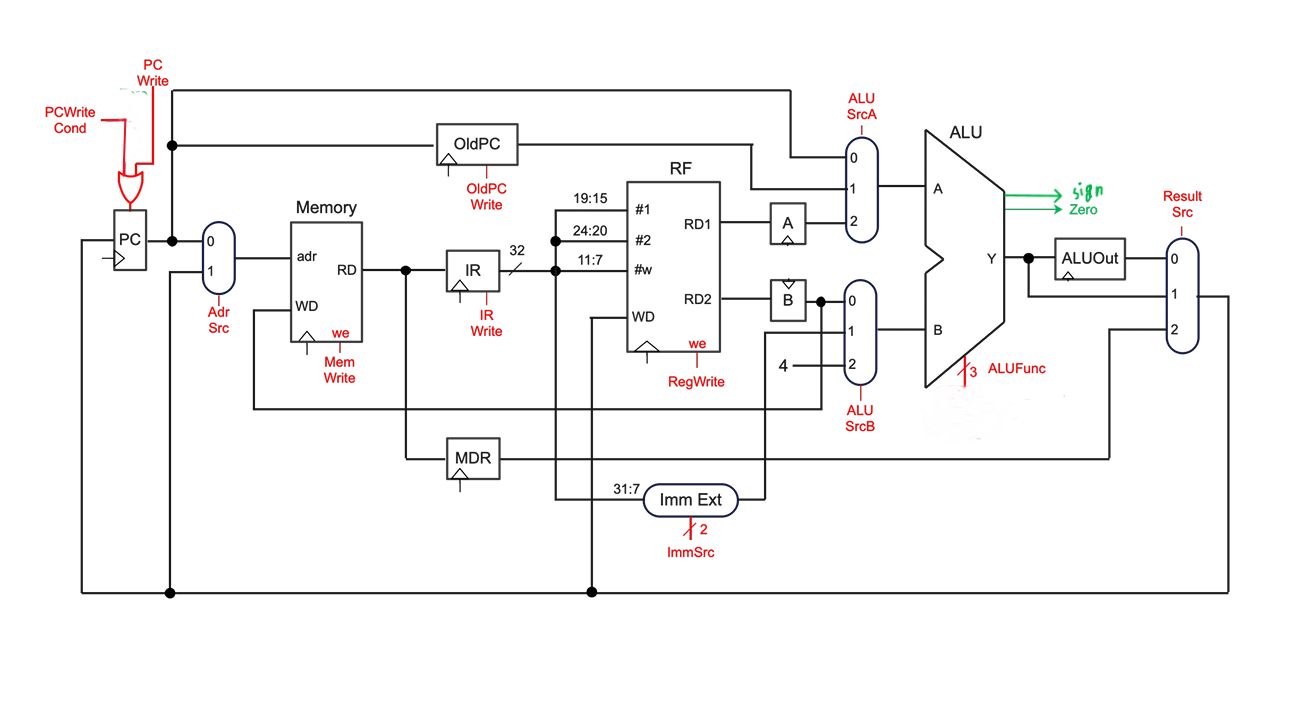 PC
Write
PCWrite
Cond
ALU
SrcA
ALU
OldPC
OldPC
Write
RF
0
1
2
A
sign
Zero
Result
Src
19:15
#1
24:20
#2
11:7
#w
RD1
A
Memory
PC
0
1
adr
RD
32
IR
Y
ALUOut
0
1
2
Adr
Src
WD
we
Mem
Write
IR
Write
WD
RD2
B
0
1
4
2
B
we
RegWrite
3
ALUFunc
ALU
SrcB
MDR
31:7
Imm Ext
2
ImmSrc